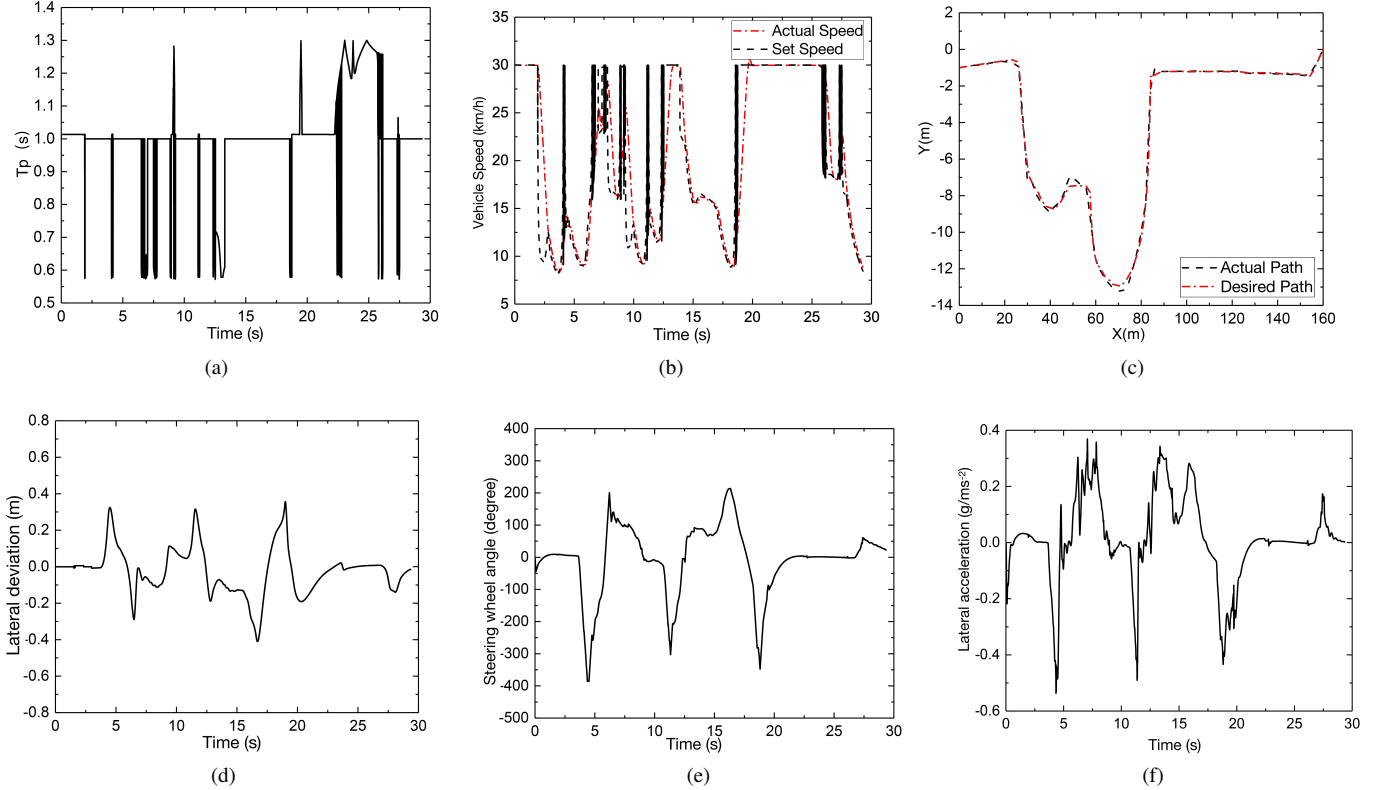 1.4
1.3
1.2
1.1
1.0
0.9
0.8
0.7
0.6
0.5
Tp (s)
0 5 10 15 20 25 30
Time (s)
(a)
35
30
25
20
15
10
5
Vehicle Speed (km/h)
Actual Speed
Set Speed
0 5 10 15 20 25 30
Time (s)
(b)
2
0
-2
-4
-6
-8
-10
-12
-14
Y(m)
Actual Path
Desired Path
0 20 40 60 80 100 120 140 160
X(m)
(c)
0.8
0.6
0.4
0.2
0.0
-0.2
-0.4
-0.6
-0.8
Lateral deviation (m)
0 5 10 15 20 25 30
Time (s)
(d)
400
300
200
100
0
-100
-200
-300
-400
-500
Steering wheel angle (degree)
0 5 10 15 20 25 30
Time (s)
(e)
0.4
0.2
0.0
-0.2
-0.4
-0.6
Lateral acceleration (g/ms⁻²)
0 5 10 15 20 25 30
Time (s)
(f)